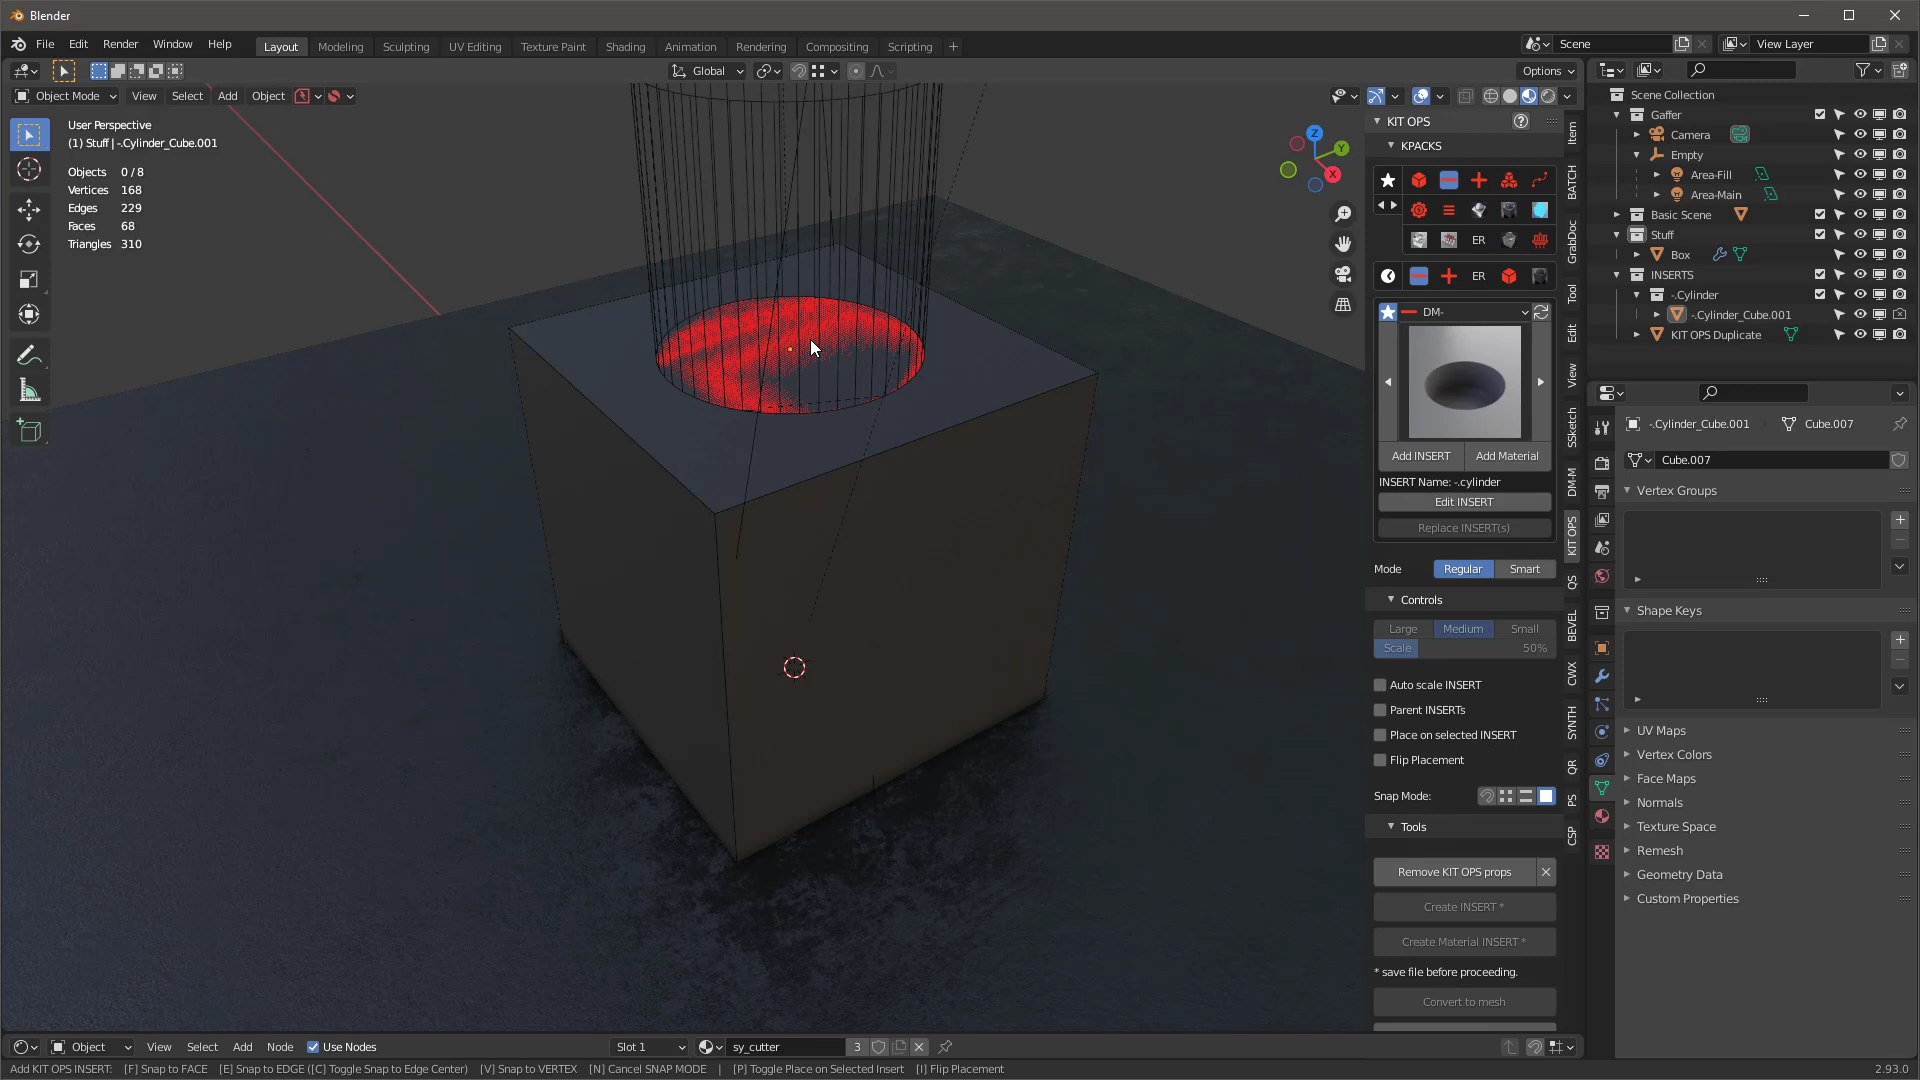 Blender
File Edit Render Window Help
Layout Modeling Sculpting UV Editing Texture Paint Shading Animation Rendering Compositing Scripting +
Scene
View Layer
Global
Options
Object Mode View Select Add Object
User Perspective
(1) Stuff | -.Cylinder_Cube.001
Objects 0 / 8
Vertices 168
Edges 229
Faces 68
Triangles 310
Z
Y
X
KIT OPS
?
KPACKS
ER
ER
DM-
Add INSERT
Add Material
INSERT Name: -.cylinder
Edit INSERT
Replace INSERT(s)
Mode Regular Smart
Controls
Large Medium Small
Scale 50%
Auto scale INSERT
Parent INSERTs
Place on selected INSERT
Flip Placement
Snap Mode:
Tools
Remove KIT OPS props
Create INSERT *
Create Material INSERT *
* save file before proceeding.
Convert to mesh
Item
BATCH
GrabDoc
Tool
Edit
View
SSketch
DM-M
KIT OPS
QS
BEVEL
CWX
SYNTH
QR
PS
CSP
Scene Collection
Gaffer
Camera
Empty
Area-Fill
Area-Main
Basic Scene
Stuff
Box
INSERTS
-.Cylinder
-.Cylinder_Cube.001
KIT OPS Duplicate
-.Cylinder_Cube.001 Cube.007
Cube.007
Vertex Groups
Shape Keys
UV Maps
Vertex Colors
Face Maps
Normals
Texture Space
Remesh
Geometry Data
Custom Properties
Object View Select Add Node Use Nodes
Slot 1
sy_cutter 3
Add KIT OPS INSERT: [F] Snap to FACE [E] Snap to EDGE ([C] Toggle Snap to Edge Center) [V] Snap to VERTEX [N] Cancel SNAP MODE | [P] Toggle Place on Selected Insert [I] Flip Placement
2.93.0